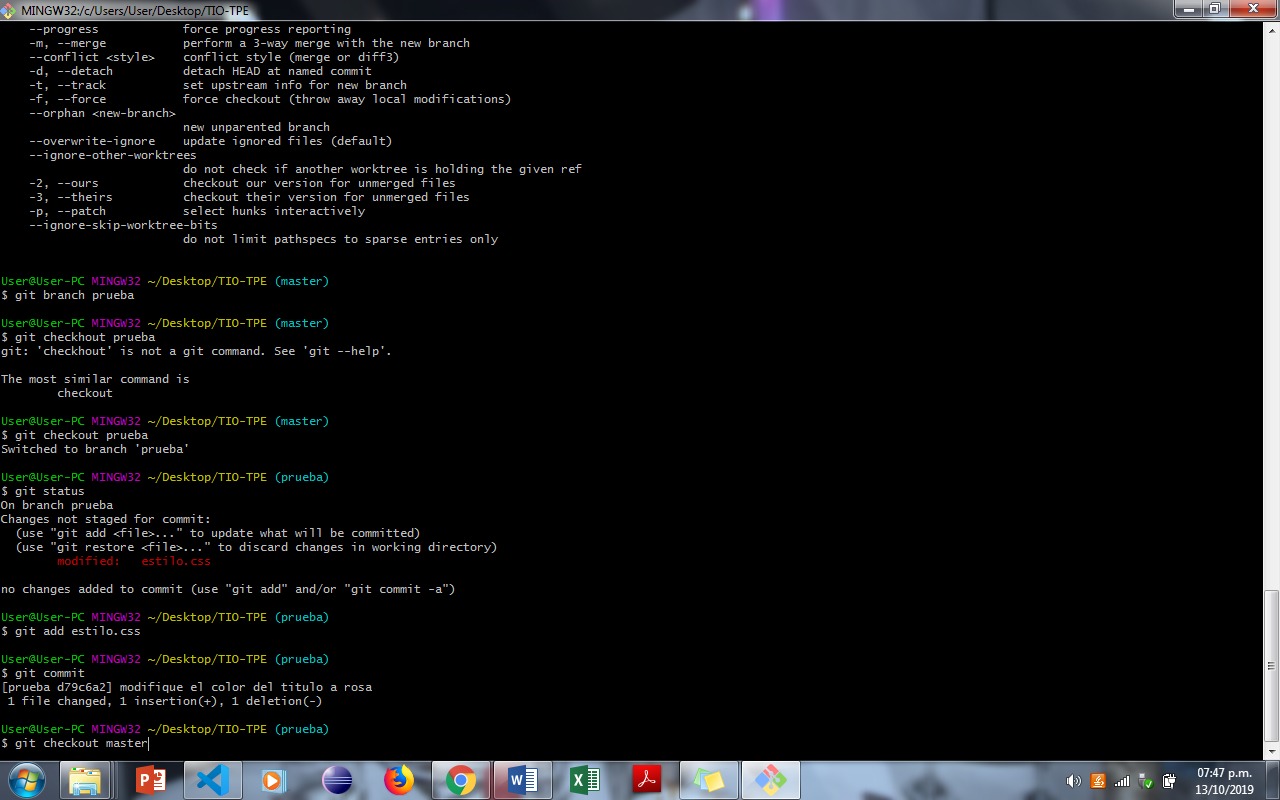 MINGW32:/c/Users/User/Desktop/TIO-TPE
--progress force progress reporting
-m, --merge perform a 3-way merge with the new branch
--conflict <style> conflict style (merge or diff3)
-d, --detach detach HEAD at named commit
-t, --track set upstream info for new branch
-f, --force force checkout (throw away local modifications)
--orphan <new-branch>
new unparented branch
--overwrite-ignore update ignored files (default)
--ignore-other-worktrees
do not check if another worktree is holding the given ref
-2, --ours checkout our version for unmerged files
-3, --theirs checkout their version for unmerged files
-p, --patch select hunks interactively
--ignore-skip-worktree-bits
do not limit pathspecs to sparse entries only
User@User-PC MINGW32 ~/Desktop/TIO-TPE (master)
$ git branch prueba
User@User-PC MINGW32 ~/Desktop/TIO-TPE (master)
$ git checkhout prueba
git: 'checkhout' is not a git command. See 'git --help'.
The most similar command is
checkout
User@User-PC MINGW32 ~/Desktop/TIO-TPE (master)
$ git checkout prueba
Switched to branch 'prueba'
User@User-PC MINGW32 ~/Desktop/TIO-TPE (prueba)
$ git status
On branch prueba
Changes not staged for commit:
(use "git add <file>..." to update what will be committed)
(use "git restore <file>..." to discard changes in working directory)
modified: estilo.css
no changes added to commit (use "git add" and/or "git commit -a")
User@User-PC MINGW32 ~/Desktop/TIO-TPE (prueba)
$ git add estilo.css
User@User-PC MINGW32 ~/Desktop/TIO-TPE (prueba)
$ git commit
[prueba d79c6a2] modifique el color del titulo a rosa
1 file changed, 1 insertion(+), 1 deletion(-)
User@User-PC MINGW32 ~/Desktop/TIO-TPE (prueba)
$ git checkout master
07:47 p.m.
13/10/2019